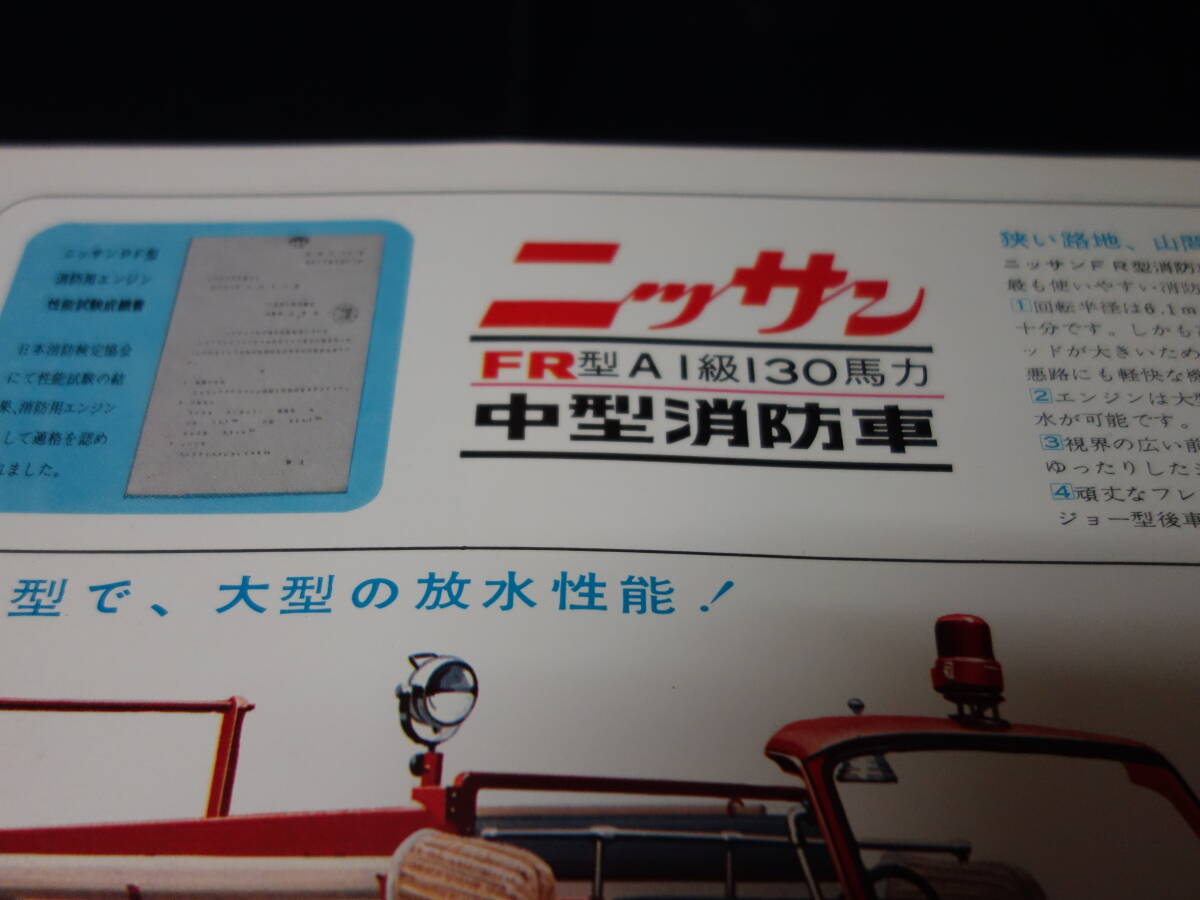 ニッサンPF型
消防用エンジン
性能試験成績書
日本消防検定協会
にて性能試験の結
果、消防用エンジン
して適格を認め
れました。
ニッサン
FR型A1級130馬力
中型消防車
狭い路地、山間
ニッサンFR型消防
最も使いやすい消防
1回転半径は6.1m
十分です。しかも
ッドが大きいため
悪路にも軽快な機
2エンジンは大型
水が可能です。
3視界の広い前
ゆったりした
4頑丈なフレ
ジョー型後車
型で、大型の放水性能!